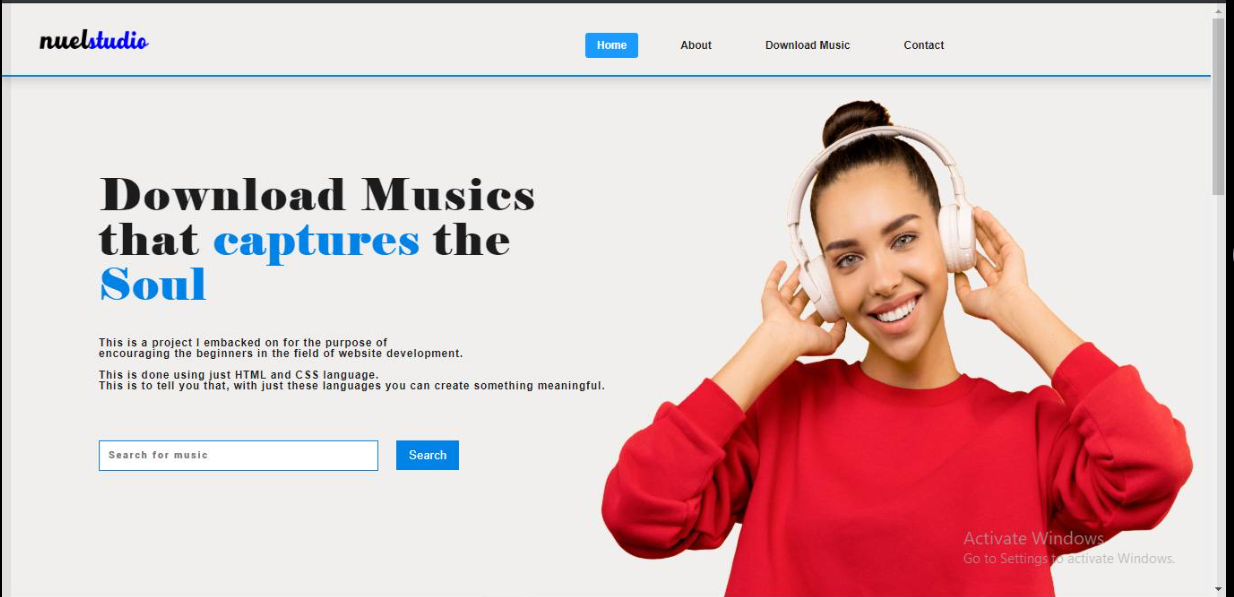 nuelstudio
Home
About
Download Music
Contact
Download Musics
that captures the
Soul
This is a project I embacked on for the purpose of
encouraging the beginners in the field of website development.
This is done using just HTML and CSS language.
This is to tell you that, with just these languages you can create something meaningful.
Search for music
Search
Activate Windows
Go to Settings to activate Windows.